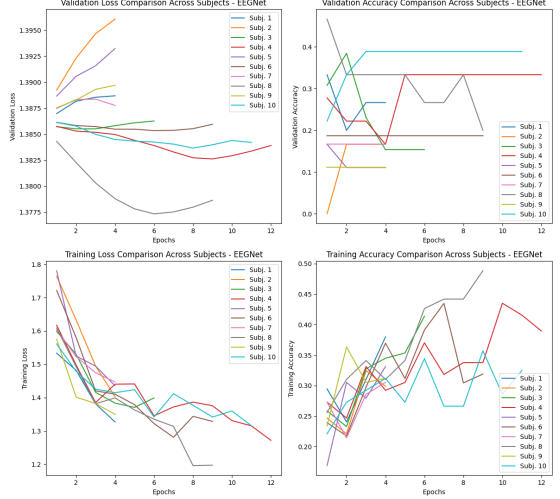 Validation Loss Comparison Across Subjects - EEGNet
1.3950
1.3925
1.3900
1.3875
1.3850
1.3825
1.3800
1.3775
Validation Loss
2 4 6 8 10 12
Epochs
Subj. 1
Subj. 2
Subj. 3
Subj. 4
Subj. 5
Subj. 6
Subj. 7
Subj. 8
Subj. 9
Subj. 10
Validation Accuracy Comparison Across Subjects - EEGNet
0.4
0.3
0.2
0.1
0.0
Validation Accuracy
2 4 6 8 10 12
Epochs
Subj. 1
Subj. 2
Subj. 3
Subj. 4
Subj. 5
Subj. 6
Subj. 7
Subj. 8
Subj. 9
Subj. 10
Training Loss Comparison Across Subjects - EEGNet
1.8
1.7
1.6
1.5
1.4
1.3
1.2
Training Loss
2 4 6 8 10 12
Epochs
Subj. 1
Subj. 2
Subj. 3
Subj. 4
Subj. 5
Subj. 6
Subj. 7
Subj. 8
Subj. 9
Subj. 10
Training Accuracy Comparison Across Subjects - EEGNet
0.50
0.45
0.40
0.35
0.30
0.25
0.20
Training Accuracy
2 4 6 8 10 12
Epochs
Subj. 1
Subj. 2
Subj. 3
Subj. 4
Subj. 5
Subj. 6
Subj. 7
Subj. 8
Subj. 9
Subj. 10